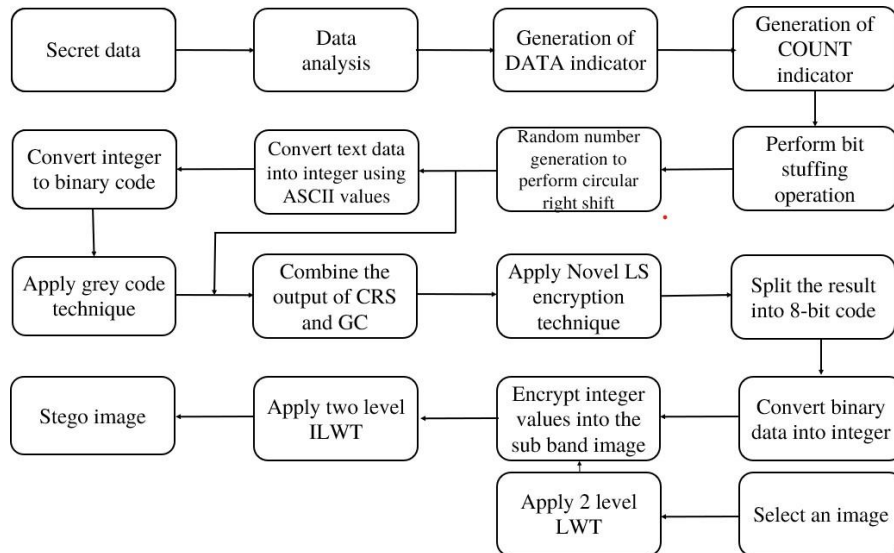 Secret data
Data
analysis
Generation of
DATA indicator
Generation of
COUNT
indicator
Convert integer
to binary code
Convert text data
into integer using
ASCII values
Random number
generation to
perform circular
right shift
Perform bit
stuffing
operation
Apply grey code
technique
Combine the
output of CRS
and GC
Apply Novel LS
encryption
technique
Split the result
into 8-bit code
Stego image
Apply two level
ILWT
Encrypt integer
values into the
sub band image
Convert binary
data into integer
Apply 2 level
LWT
Select an image